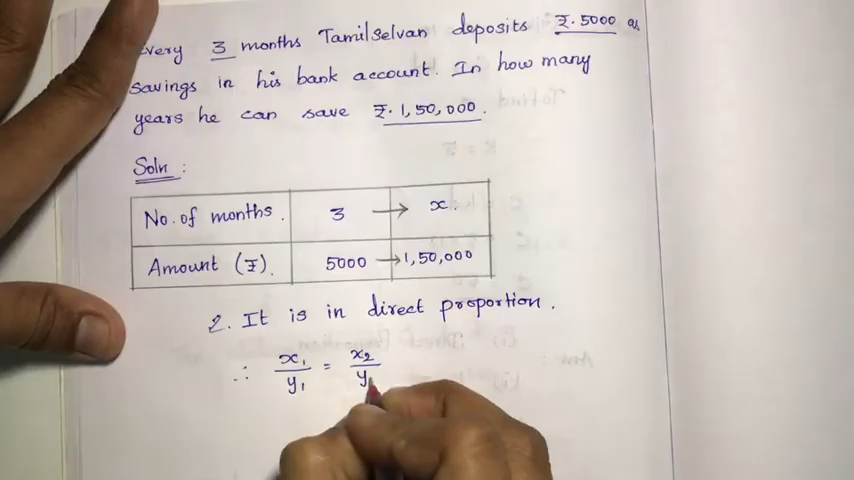 Every 3 months Tamilselvan deposits ₹. 5000 as
savings in his bank account. In how many
years he can save ₹. 1,50,000.
Soln :
No. of months. 3 → x.
Amount (₹). 5000 → 1,50,000
2. It is in direct proportion.
∴ x₁/y₁ = x₂/y